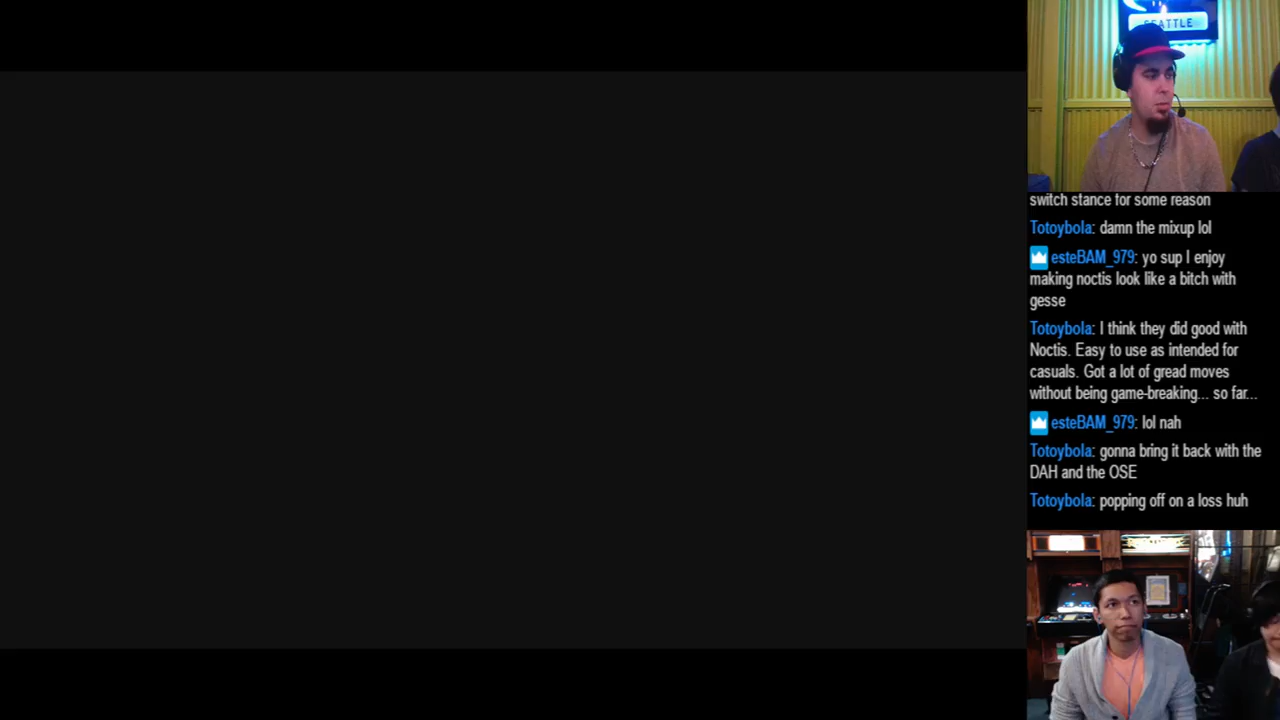 SEATTLE
switch stance for some reason
Totoybola: damn the mixup lol
esteBAM_979: yo sup I enjoy
making noctis look like a bitch with
gesse
Totoybola: I think they did good with
Noctis. Easy to use as intended for
casuals. Got a lot of gread moves
without being game-breaking... so far...
esteBAM_979: lol nah
Totoybola: gonna bring it back with the
DAH and the OSE
Totoybola: popping off on a loss huh